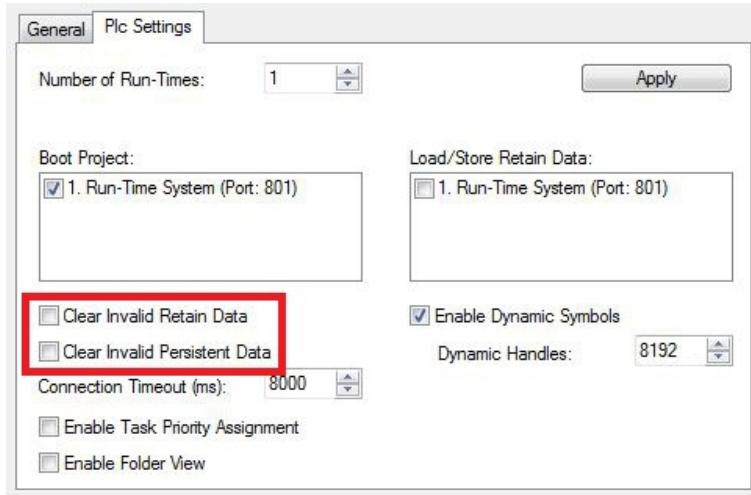 General
Plc Settings
Number of Run-Times:
1
Apply
Boot Project:
Load/Store Retain Data:
1. Run-Time System (Port: 801)
1. Run-Time System (Port: 801)
Clear Invalid Retain Data
Enable Dynamic Symbols
Clear Invalid Persistent Data
Dynamic Handles:
8192
Connection Timeout (ms):
8000
Enable Task Priority Assignment
Enable Folder View